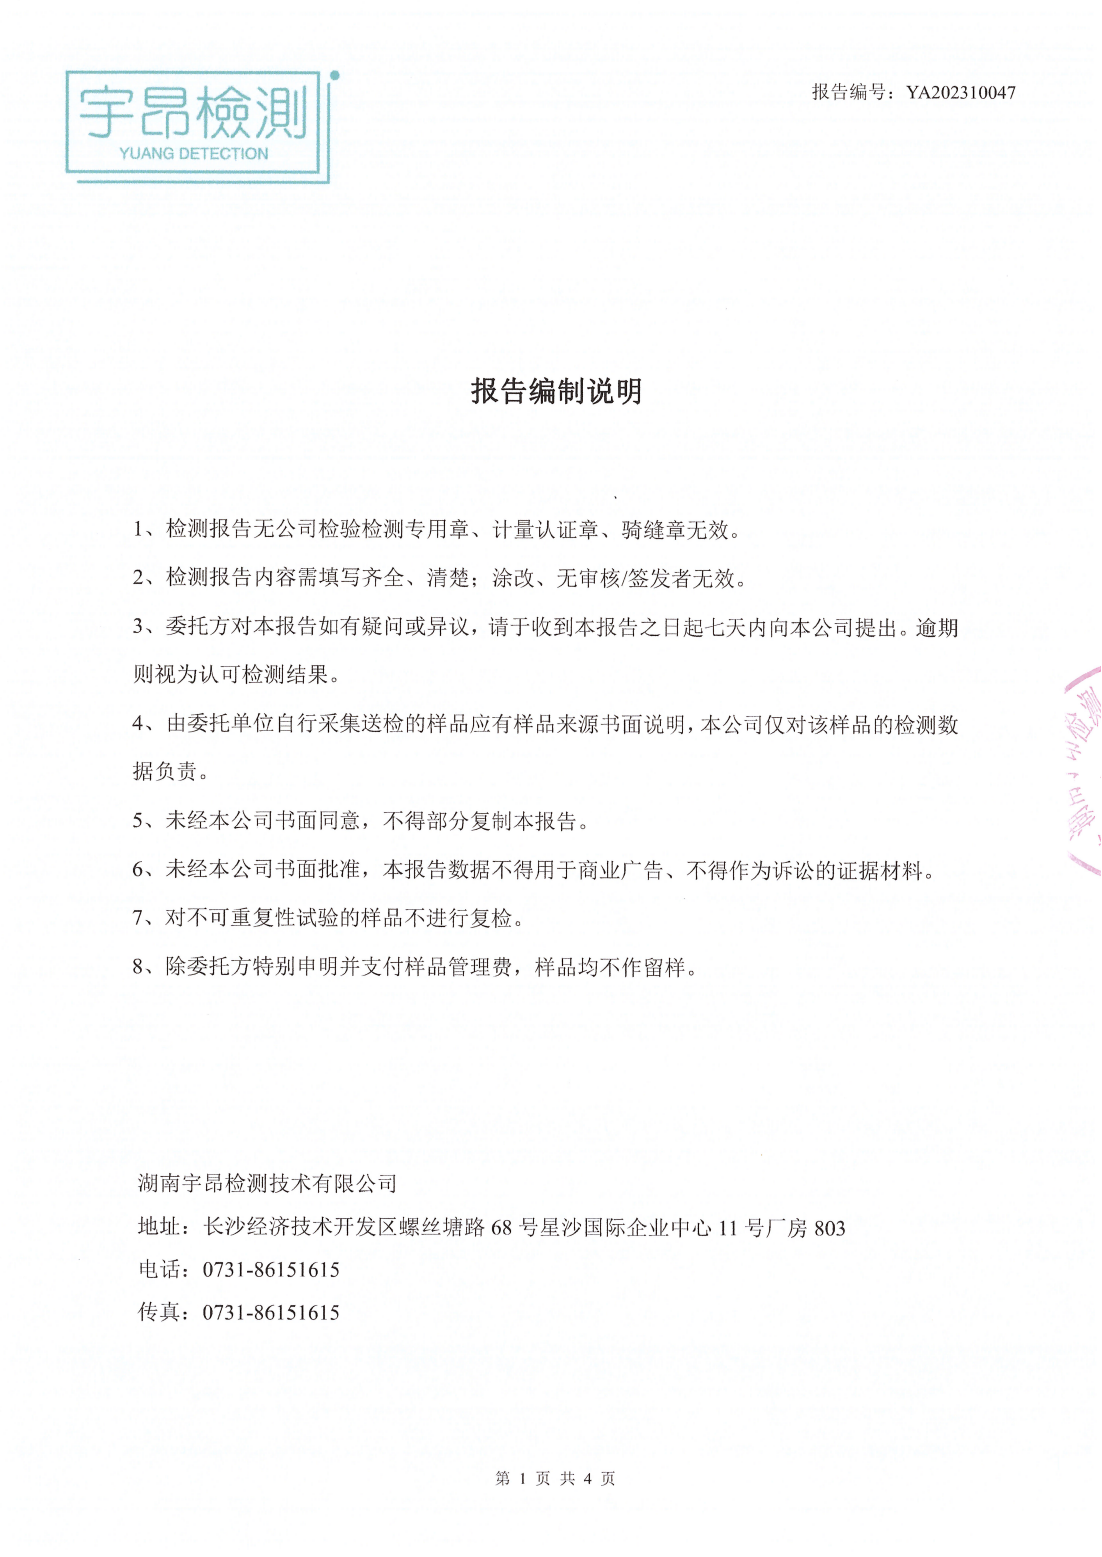 宇昂檢測
YUANG DETECTION
报告编号：YA202310047
报告编制说明
1、检测报告无公司检验检测专用章、计量认证章、骑缝章无效。
2、检测报告内容需填写齐全、清楚；涂改、无审核/签发者无效。
3、委托方对本报告如有疑问或异议，请于收到本报告之日起七天内向本公司提出。逾期
则视为认可检测结果。
4、由委托单位自行采集送检的样品应有样品来源书面说明，本公司仅对该样品的检测数
据负责。
5、未经本公司书面同意，不得部分复制本报告。
6、未经本公司书面批准，本报告数据不得用于商业广告、不得作为诉讼的证据材料。
7、对不可重复性试验的样品不进行复检。
8、除委托方特别申明并支付样品管理费，样品均不作留样。
湖南宇昂检测技术有限公司
地址：长沙经济技术开发区螺丝塘路 68 号星沙国际企业中心 11 号厂房 803
电话：0731-86151615
传真：0731-86151615
第 1 页 共 4 页